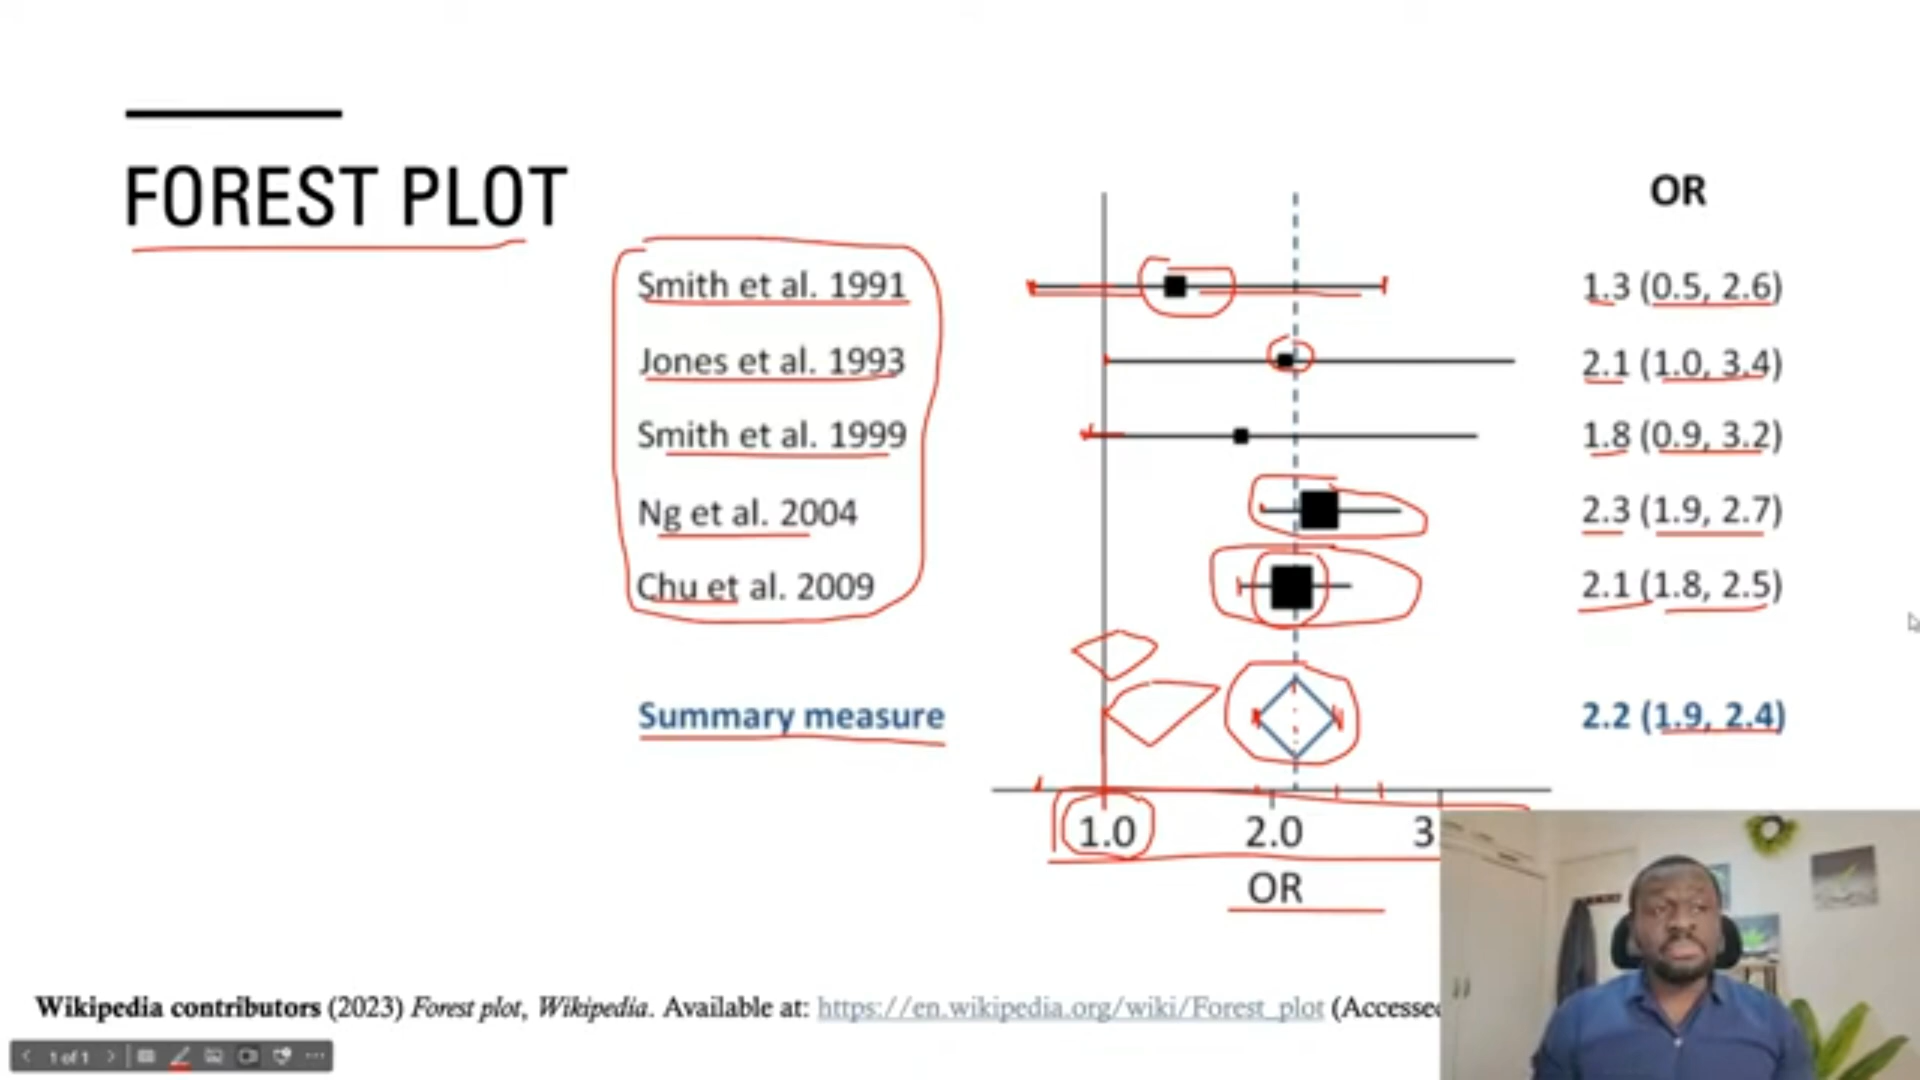 FOREST PLOT
OR
Smith et al. 1991 1.3 (0.5, 2.6)
Jones et al. 1993 2.1 (1.0, 3.4)
Smith et al. 1999 1.8 (0.9, 3.2)
Ng et al. 2004 2.3 (1.9, 2.7)
Chu et al. 2009 2.1 (1.8, 2.5)
Summary measure 2.2 (1.9, 2.4)
1.0 2.0 3
OR
Wikipedia contributors (2023) Forest plot, Wikipedia. Available at: https://en.wikipedia.org/wiki/Forest_plot (Accessed
1 of 1